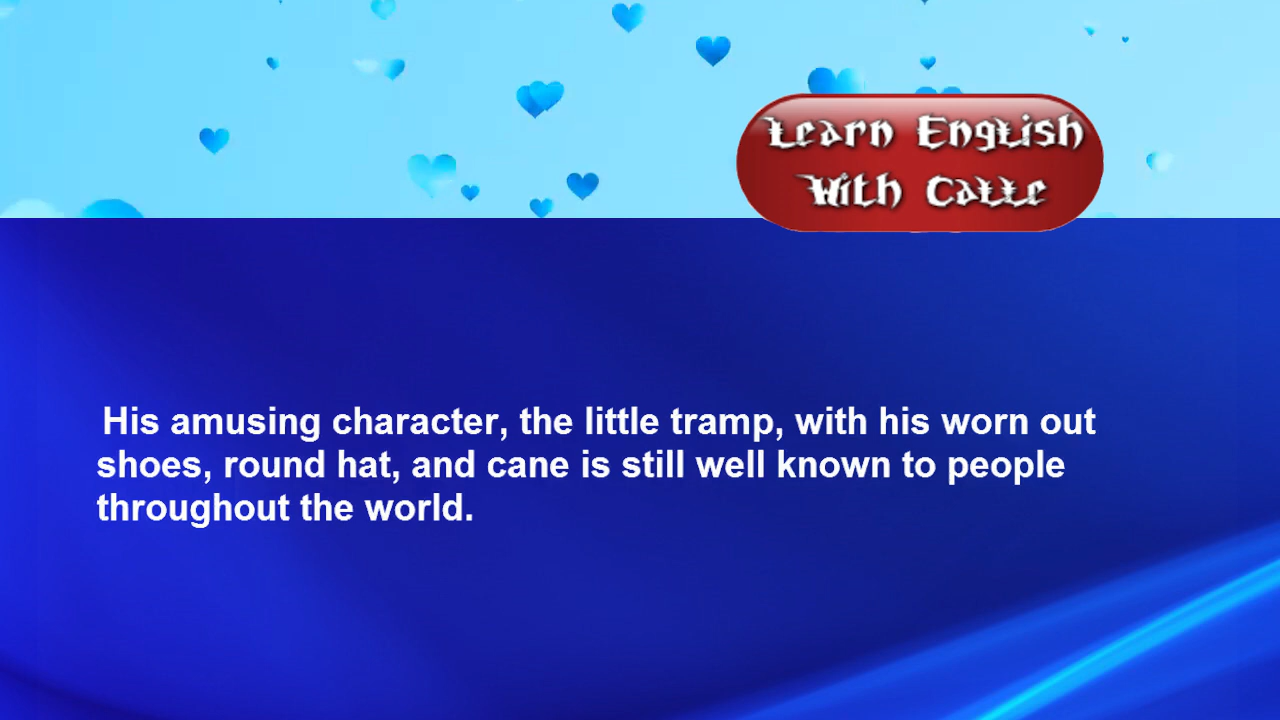 Learn English
With Catte
His amusing character, the little tramp, with his worn out
shoes, round hat, and cane is still well known to people
throughout the world.